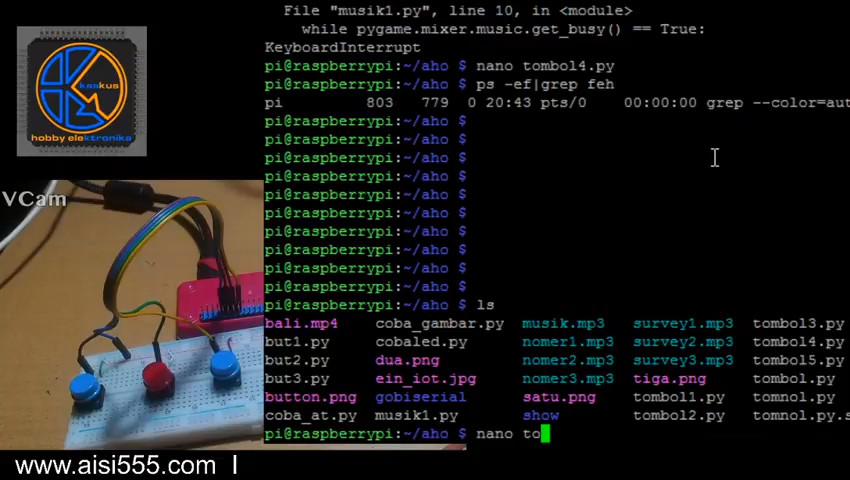 File "musik1.py", line 10, in <module>
while pygame.mixer.music.get_busy() == True:
KeyboardInterrupt
pi@raspberrypi:~/aho $ nano tombol4.py
pi@raspberrypi:~/aho $ ps -ef|grep feh
pi 803 779 0 20:43 pts/0 00:00:00 grep --color=aut
pi@raspberrypi:~/aho $
pi@raspberrypi:~/aho $
pi@raspberrypi:~/aho $
pi@raspberrypi:~/aho $
pi@raspberrypi:~/aho $
pi@raspberrypi:~/aho $
pi@raspberrypi:~/aho $
pi@raspberrypi:~/aho $
pi@raspberrypi:~/aho $
pi@raspberrypi:~/aho $
pi@raspberrypi:~/aho $ ls
bali.mp4 coba_gambar.py musik.mp3 survey1.mp3 tombol3.py
but1.py cobaled.py nomer1.mp3 survey2.mp3 tombol4.py
but2.py dua.png nomer2.mp3 survey3.mp3 tombol5.py
but3.py ein_iot.jpg nomer3.mp3 tiga.png tombol.py
button.png gobiserial satu.png tombol1.py tomnol.py
coba_at.py musik1.py show tombol2.py tomnol.py.s
pi@raspberrypi:~/aho $ nano to
kaskus
hobby elektronika
VCam
www.aisi555.com I